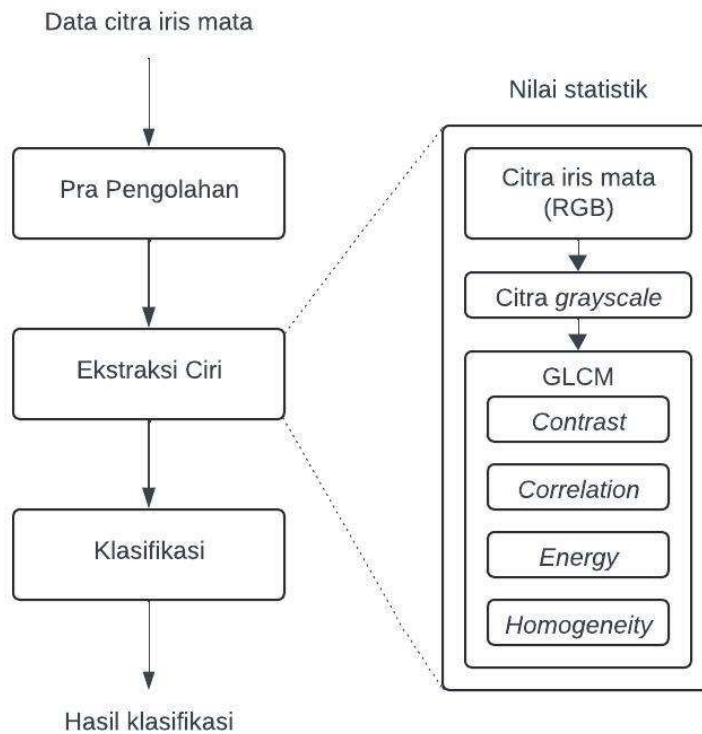 Data citra iris mata
Pra Pengolahan
Ekstraksi Ciri
Klasifikasi
Hasil klasifikasi
Nilai statistik
Citra iris mata
(RGB)
Citra grayscale
GLCM
Contrast
Correlation
Energy
Homogeneity